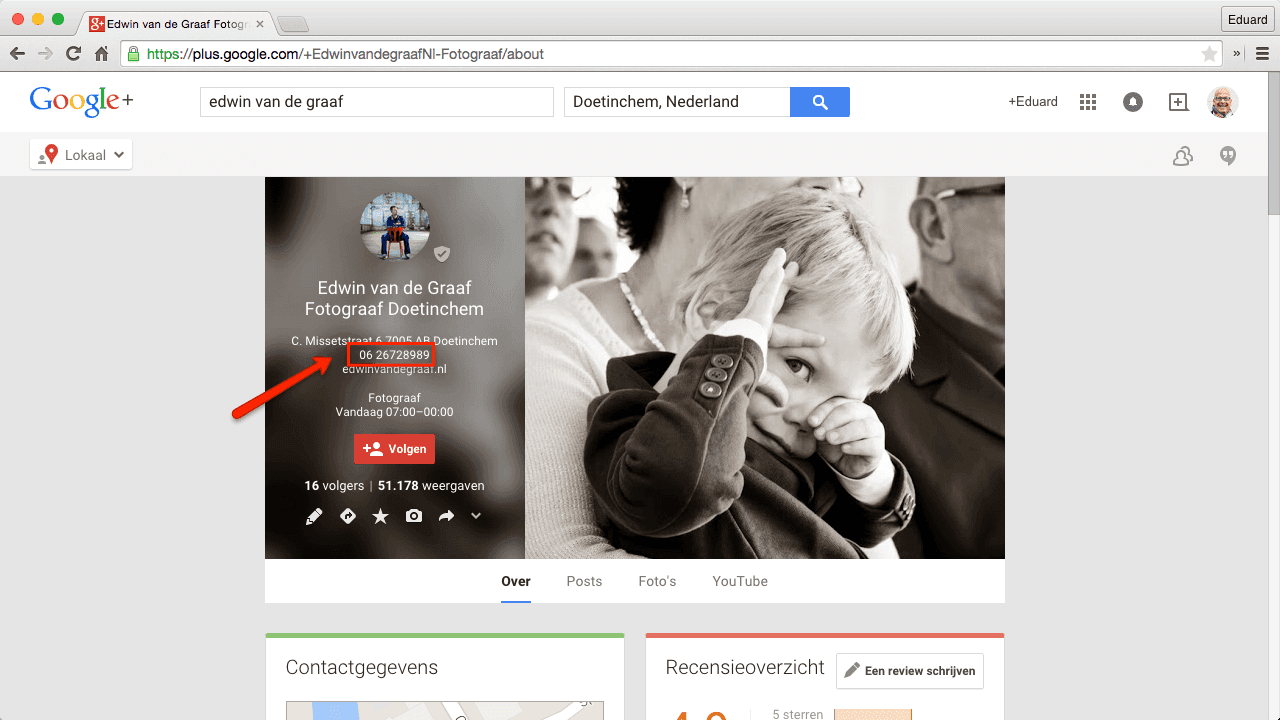 Edwin van de Graaf Fotogr
Eduard
https://plus.google.com/+EdwinvandegraafNl-Fotograaf/about
»
Google+
edwin van de graaf
Doetinchem, Nederland
+Eduard
Lokaal
Edwin van de Graaf
Fotograaf Doetinchem
C. Missetstraat 6 7005 AB Doetinchem
06 26728989
edwinvandegraaf.nl
Fotograaf
Vandaag 07:00–00:00
Volgen
16 volgers | 51.178 weergaven
Over
Posts
Foto's
YouTube
Contactgegevens
Recensieoverzicht
Een review schrijven
5 sterren